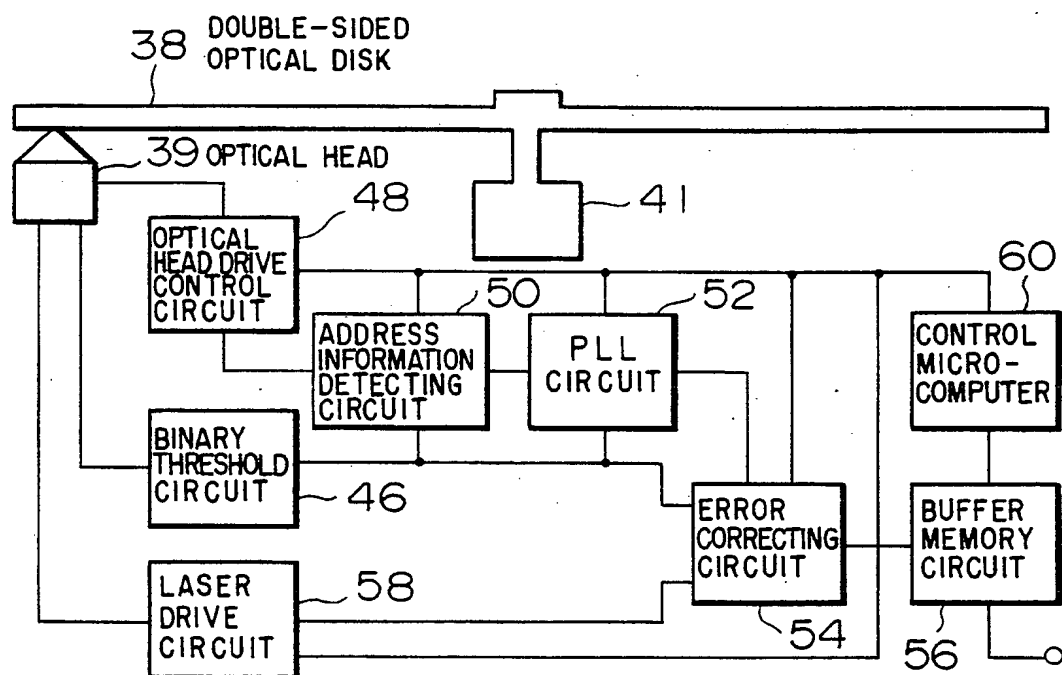 38 DOUBLE-SIDED
OPTICAL DISK
39 OPTICAL HEAD
41
48
OPTICAL
HEAD DRIVE
CONTROL
CIRCUIT
50
ADDRESS
INFORMATION
DETECTING
CIRCUIT
52
PLL
CIRCUIT
60
CONTROL
MICRO-
COMPUTER
BINARY
THRESHOLD
CIRCUIT
46
ERROR
CORRECTING
CIRCUIT
54
BUFFER
MEMORY
CIRCUIT
56
LASER
DRIVE
CIRCUIT
58